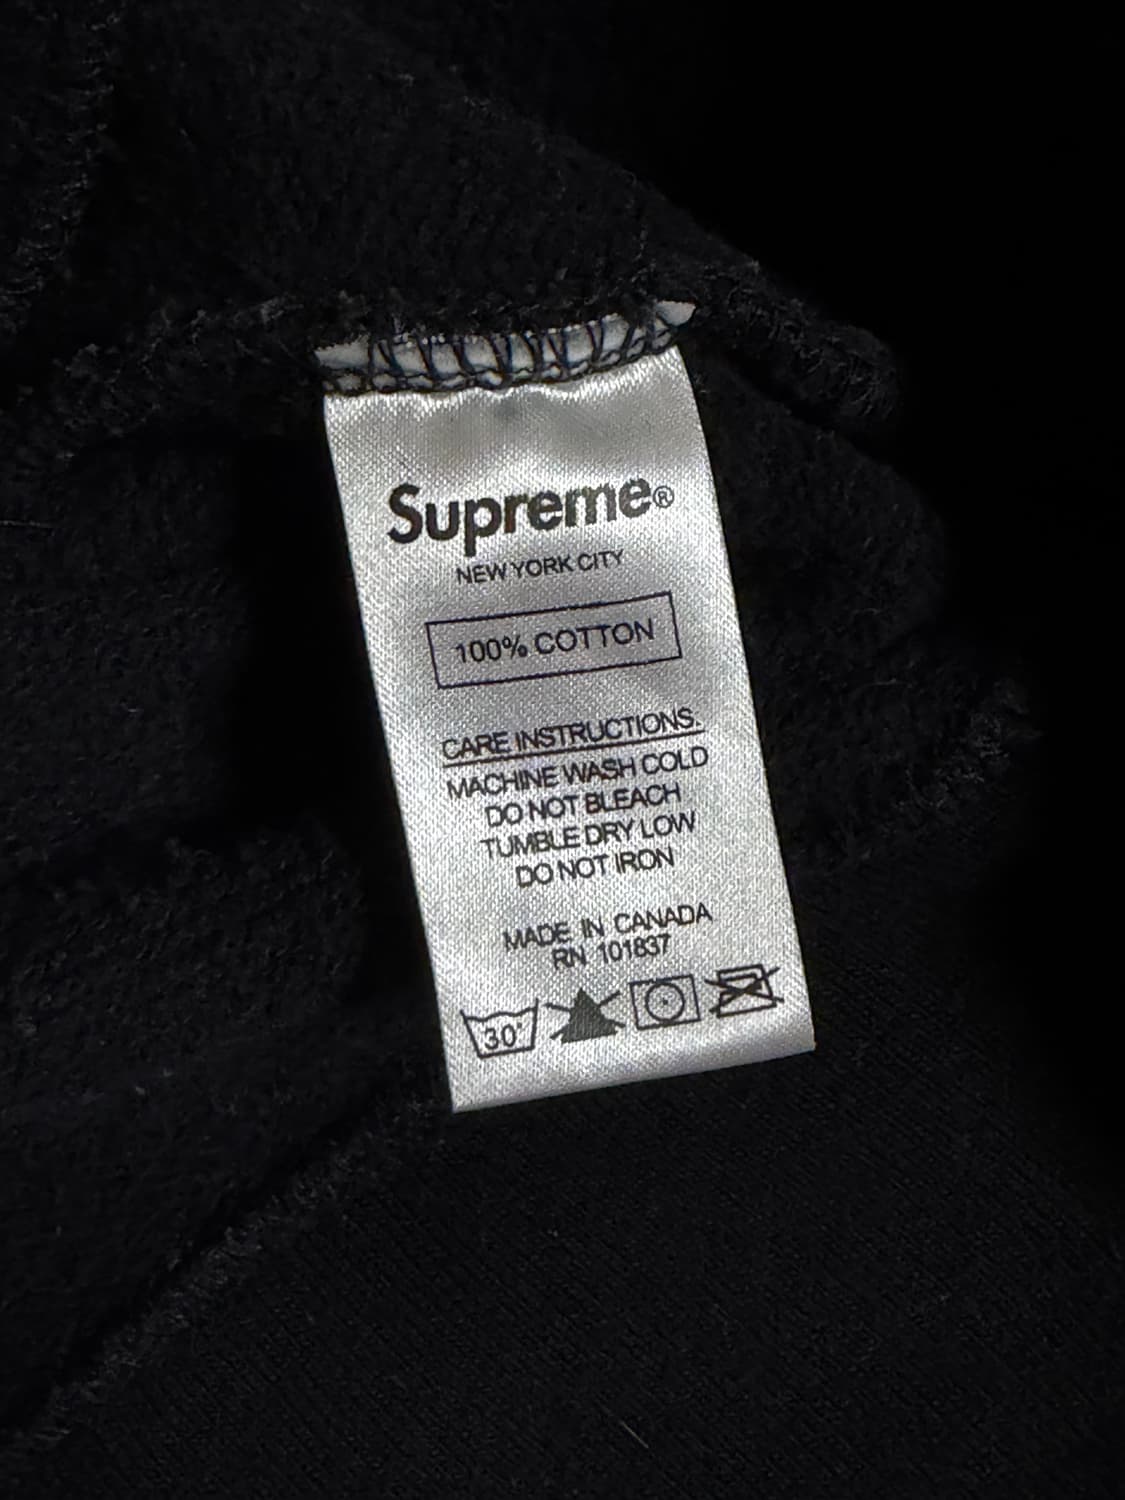 Supreme®
NEW YORK CITY
100% COTTON
CARE INSTRUCTIONS.
MACHINE WASH COLD
DO NOT BLEACH
TUMBLE DRY LOW
DO NOT IRON
MADE IN CANADA
RN 101837
30°